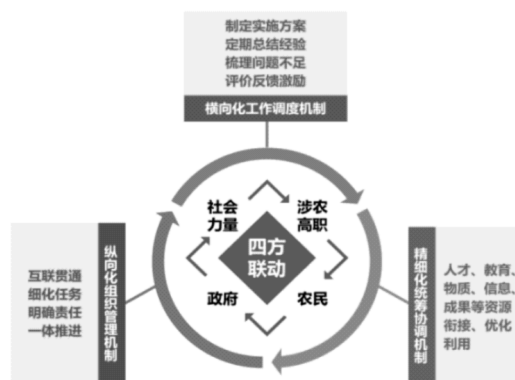 制定实施方案
定期总结经验
梳理问题不足
评价反馈激励
横向化工作调度机制
社会
力量
涉农
高职
四方
联动
政府
农民
纵向化组织管理机制
互联贯通
细化任务
明确责任
一体推进
精细化统筹协调机制
人才、教育、
物质、信息、
成果等资源
衔接、优化
利用